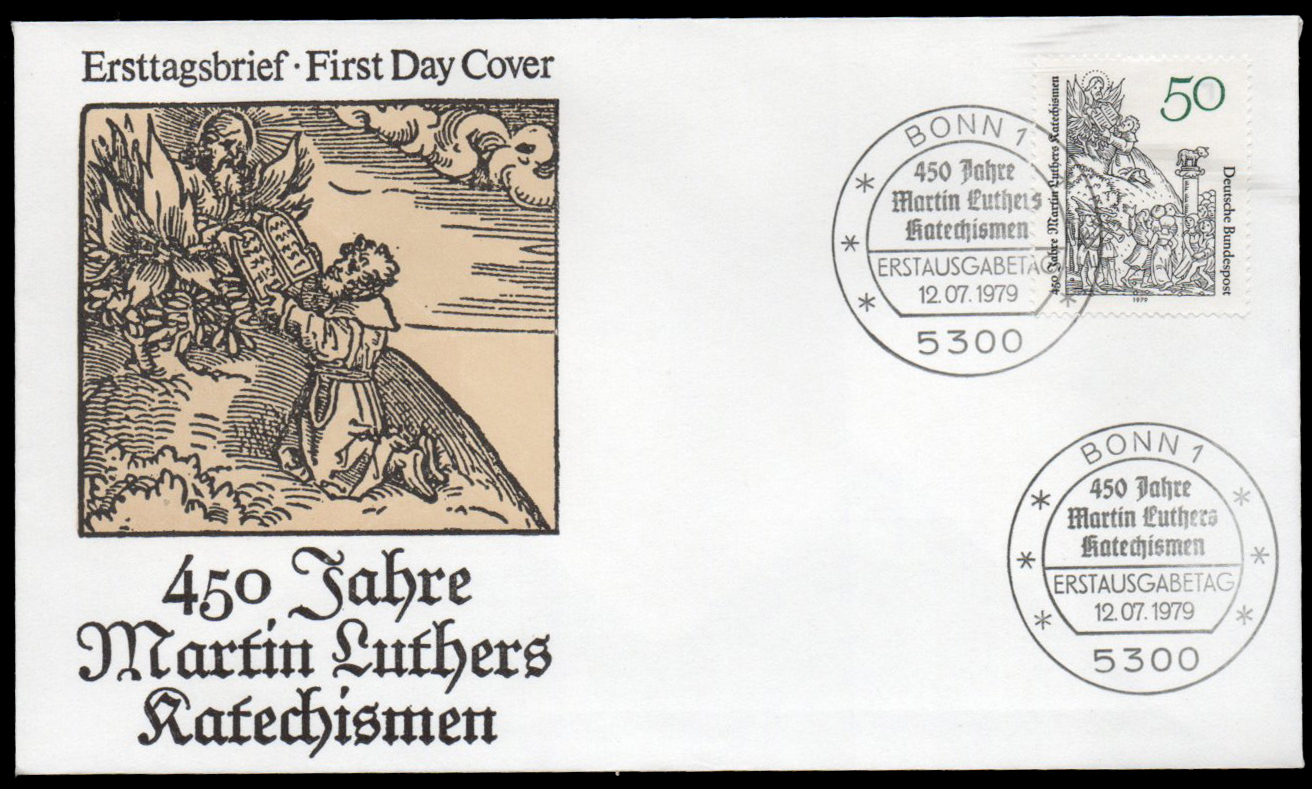 Ersttagsbrief · First Day Cover
450 Jahre
Martin Luthers
Katechismen
BONN 1
450 Jahre
Martin Luthers
Katechismen
ERSTAUSGABETAG
12.07.1979
5300
450 Jahre Martin Luthers Katechismen
50
Deutsche Bundespost
1979
BONN 1
450 Jahre
Martin Luthers
Katechismen
ERSTAUSGABETAG
12.07.1979
5300